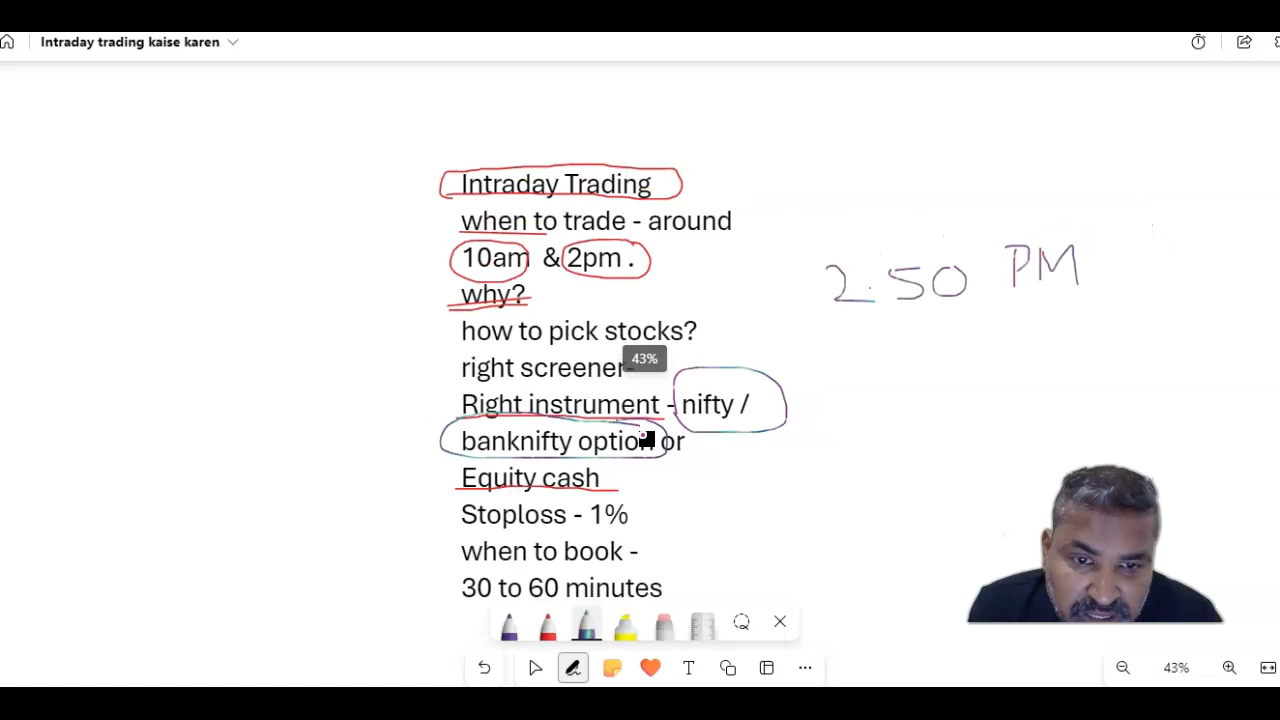 Intraday trading kaise karen
Intraday Trading
when to trade - around
10am & 2pm .
why?
2.50 PM
how to pick stocks?
43%
right screener-
Right instrument - nifty /
banknifty option or
Equity cash
Stoploss - 1%
when to book -
30 to 60 minutes
43%